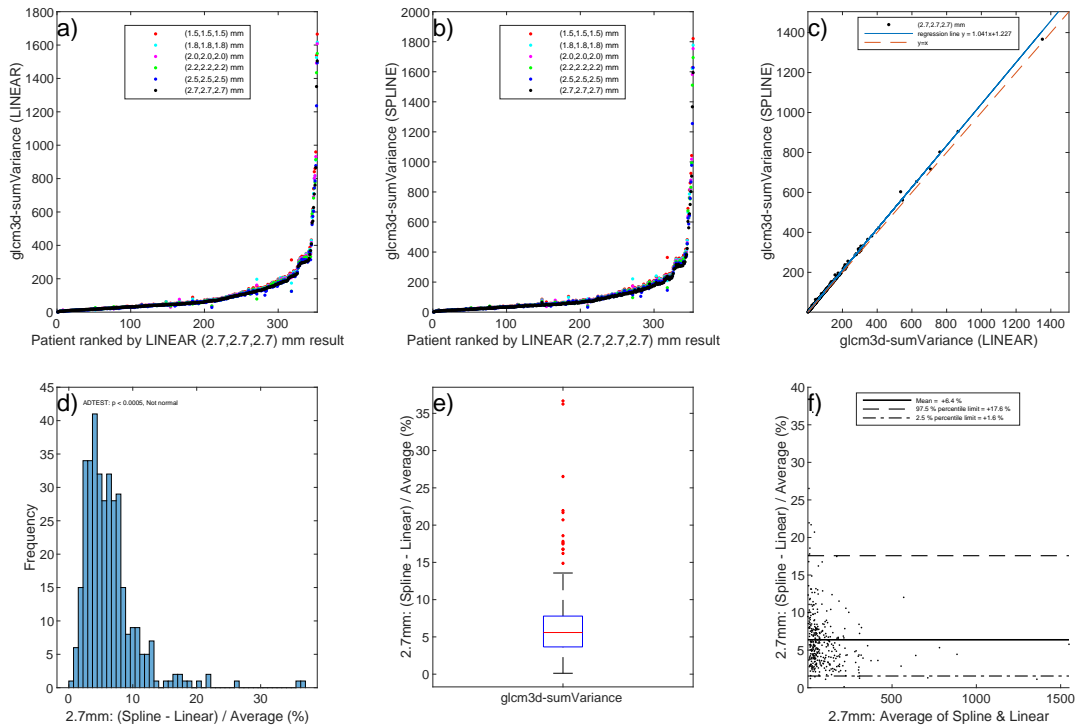 a)
1800
1600
1400
1200
1000
800
600
400
200
0
0
100
200
300
glcm3d-sumVariance (LINEAR)
Patient ranked by LINEAR (2.7,2.7,2.7) mm result
(1.5,1.5,1.5) mm
(1.8,1.8,1.8) mm
(2.0,2.0,2.0) mm
(2.2,2.2,2.2) mm
(2.5,2.5,2.5) mm
(2.7,2.7,2.7) mm
b)
2000
1800
1600
1400
1200
1000
800
600
400
200
0
0
100
200
300
glcm3d-sumVariance (SPLINE)
Patient ranked by LINEAR (2.7,2.7,2.7) mm result
(1.5,1.5,1.5) mm
(1.8,1.8,1.8) mm
(2.0,2.0,2.0) mm
(2.2,2.2,2.2) mm
(2.5,2.5,2.5) mm
(2.7,2.7,2.7) mm
c)
1400
1200
1000
800
600
400
200
200
400
600
800
1000
1200
1400
glcm3d-sumVariance (SPLINE)
glcm3d-sumVariance (LINEAR)
(2.7,2.7,2.7) mm
regression line y = 1.041x+1.227
y=x
d)
ADTEST: p < 0.0005, Not normal
45
40
35
30
25
20
15
10
5
0
0
10
20
30
Frequency
2.7mm: (Spline - Linear) / Average (%)
e)
35
30
25
20
15
10
5
0
2.7mm: (Spline - Linear) / Average (%)
glcm3d-sumVariance
f)
40
35
30
25
20
15
10
5
0
500
1000
1500
2.7mm: (Spline - Linear) / Average (%)
2.7mm: Average of Spline & Linear
Mean = +6.4 %
97.5 % percentile limit = +17.6 %
2.5 % percentile limit = +1.6 %